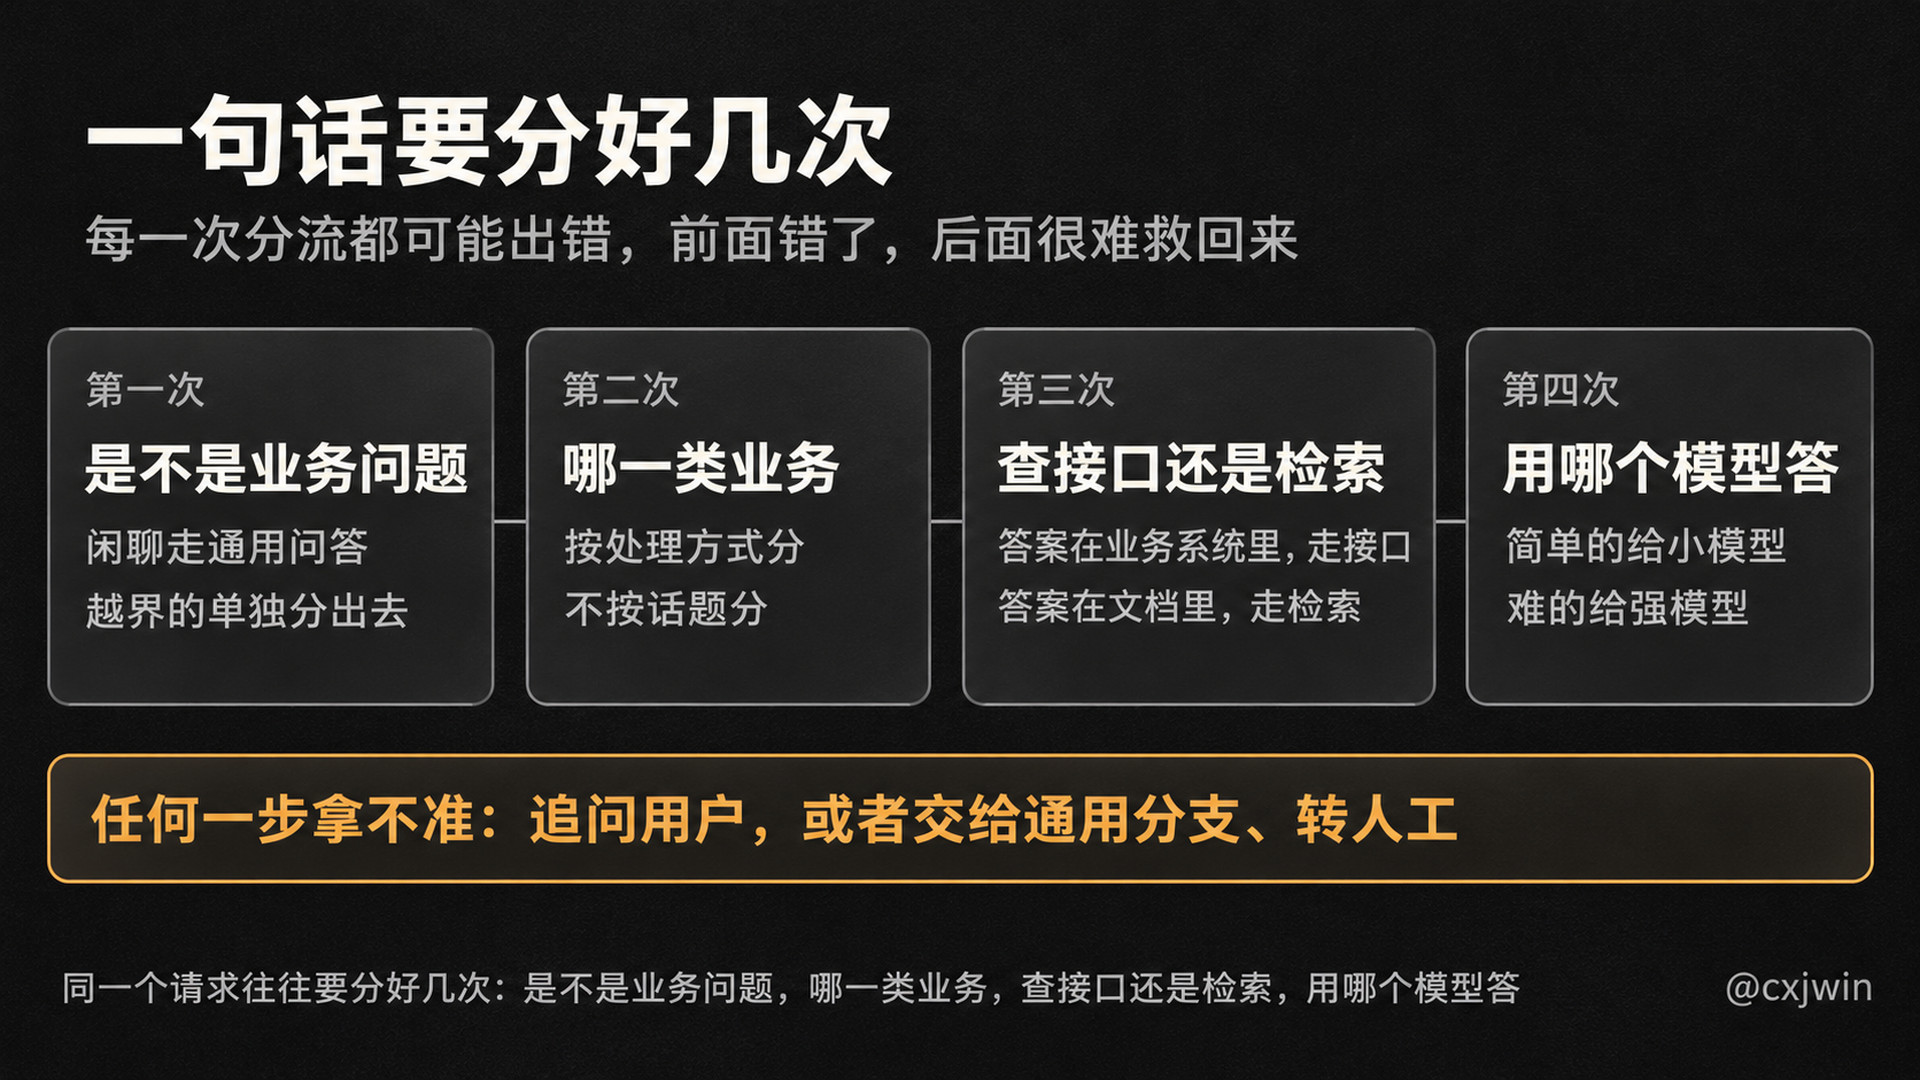 一句话要分好几次
每一次分流都可能出错，前面错了，后面很难救回来
第一次
是不是业务问题
闲聊走通用问答
越界的单独分出去
第二次
哪一类业务
按处理方式分
不按话题分
第三次
查接口还是检索
答案在业务系统里，走接口
答案在文档里，走检索
第四次
用哪个模型答
简单的给小模型
难的给强模型
任何一步拿不准：追问用户，或者交给通用分支、转人工
同一个请求往往要分好几次：是不是业务问题，哪一类业务，查接口还是检索，用哪个模型答
@cxjwin